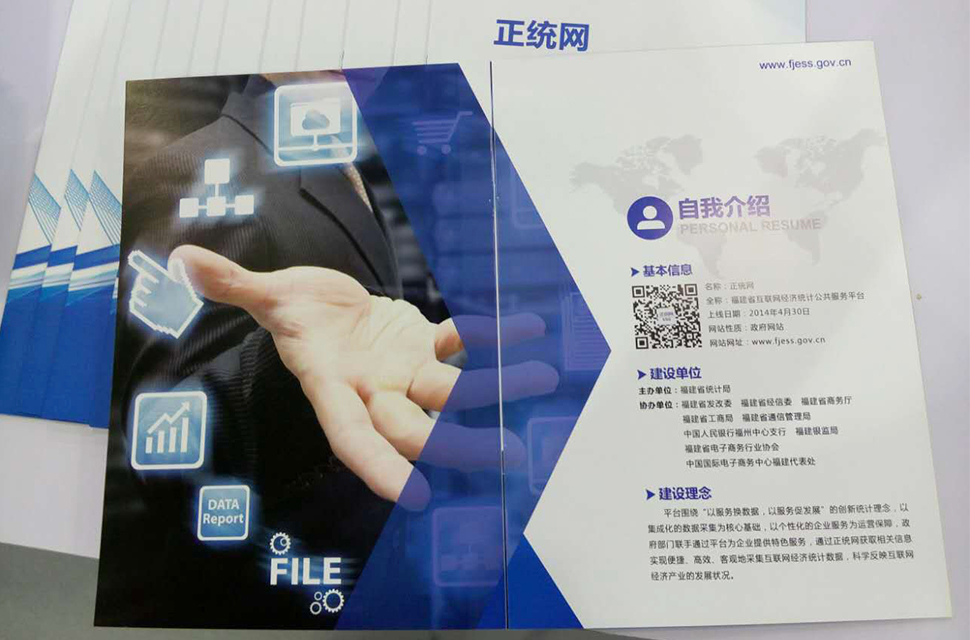 正统网
www.fjess.gov.cn
DATA
Report
FILE
自我介绍
PERSONAL RESUME
基本信息
名称：正统网
全称：福建省互联网经济统计公共服务平台
上线日期：2014年4月30日
网站性质：政府网站
网站网址：www.fjess.gov.cn
建设单位
主办单位：福建省统计局
协办单位：福建省发改委 福建省经信委 福建省商务厅
福建省工商局 福建省通信管理局
中国人民银行福州中心支行 福建银监局
福建省电子商务行业协会
中国国际电子商务中心福建代表处
建设理念
平台围绕“以服务换数据，以服务促发展”的创新统计理念，以
集成化的数据采集为核心基础，以个性化的企业服务为运营保障，政
府部门联手通过平台为企业提供特色服务，通过正统网获取相关信息
实现便捷、高效、客观地采集互联网经济统计数据，科学反映互联网
经济产业的发展状况。